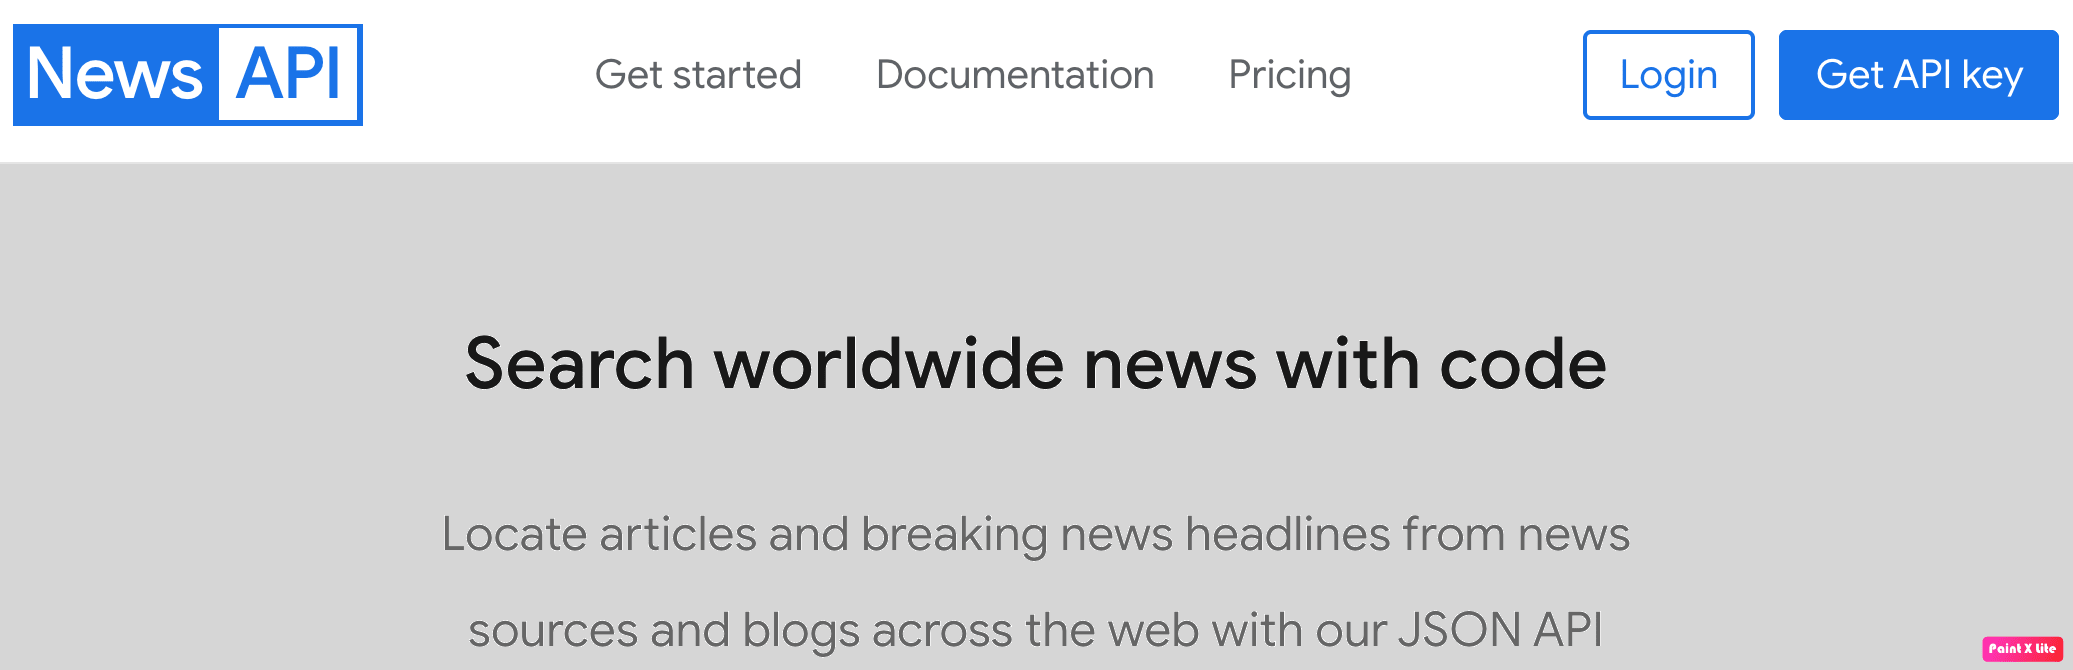 News API
Get started
Documentation
Pricing
Login
Get API key
Search worldwide news with code
Locate articles and breaking news headlines from news
sources and blogs across the web with our JSON API
Paint X Lite